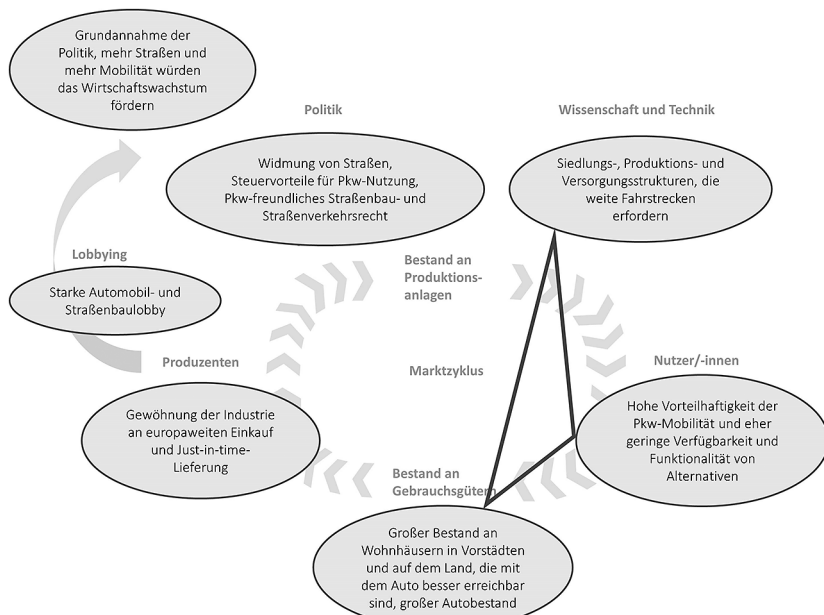 Grundannahme der
Politik, mehr Straßen und
mehr Mobilität würden
das Wirtschaftswachstum
fördern
Politik
Wissenschaft und Technik
Widmung von Straßen,
Steuervorteile für Pkw-Nutzung,
Pkw-freundliches Straßenbau- und
Straßenverkehrsrecht
Siedlungs-, Produktions- und
Versorgungsstrukturen, die
weite Fahrstrecken
erfordern
Lobbying
Bestand an
Produktions-
anlagen
Starke Automobil- und
Straßenbaulobby
Produzenten
Marktzyklus
Nutzer/-innen
Gewöhnung der Industrie
an europaweiten Einkauf
und Just-in-time-
Lieferung
Hohe Vorteilhaftigkeit der
Pkw-Mobilität und eher
geringe Verfügbarkeit und
Funktionalität von
Alternativen
Bestand an
Gebrauchsgütern
Großer Bestand an
Wohnhäusern in Vorstädten
und auf dem Land, die mit
dem Auto besser erreichbar
sind, großer Autobestand